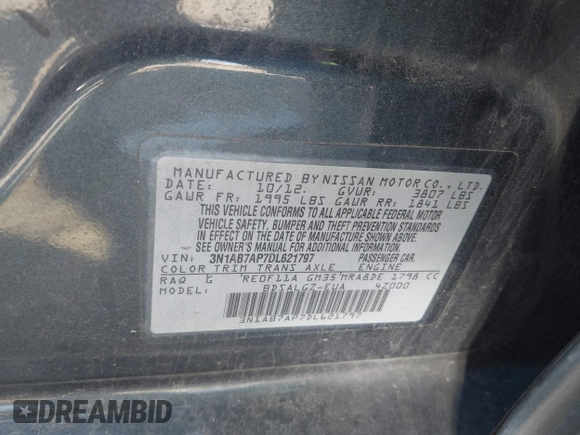 MANUFACTURED BY NISSAN MOTOR CO., LTD.
DATE: 10/12. GVWR: 3807 LBS
GAWR FR: 1995 LBS GAWR RR: 1841 LBS
THIS VEHICLE CONFORMS TO ALL APPLICABLE FEDERAL MOTOR
VEHICLE SAFETY, BUMPER AND THEFT PREVENTION STANDARDS
IN EFFECT ON THE DATE OF MANUFACTURE SHOWN ABOVE.
SEE OWNER'S MANUAL FOR ADDITIONAL INFORMATION.
VIN: 3N1AB7AP7DL621797 PASSENGER CAR.
COLOR TRIM TRANS AXLE ENGINE
RAQ G RE0F11A GM35 MRA8DE 1798 CC
MODEL: BDSALGZ-EUA 4Z000
3N1AB7AP7DL621797
DREAMBID